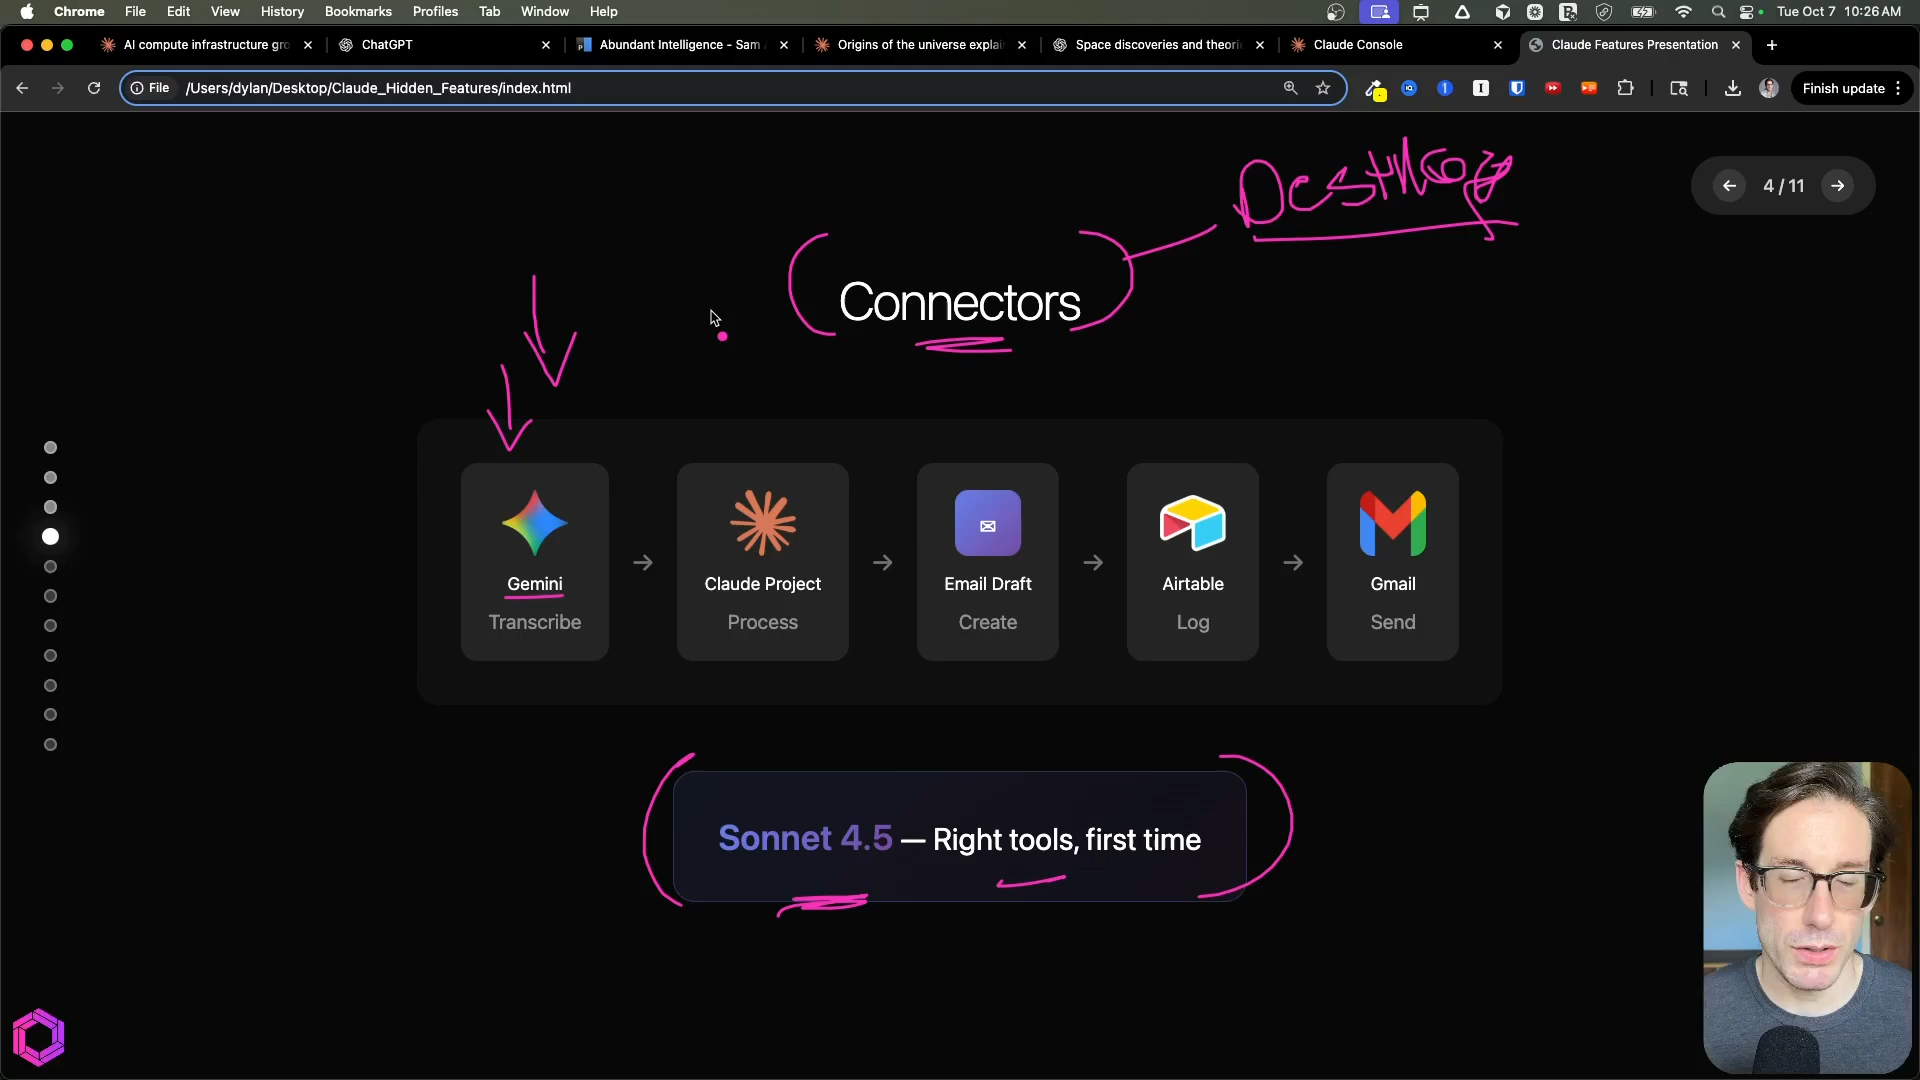 Chrome File Edit View History Bookmarks Profiles Tab Window Help
Tue Oct 7 10:26 AM
AI compute infrastructure gro
ChatGPT
Abundant Intelligence - Sam
Origins of the universe explai
Space discoveries and theori
Claude Console
Claude Features Presentation
File /Users/dylan/Desktop/Claude_Hidden_Features/index.html
Finish update
4 / 11
Connectors
Gemini
Transcribe
Claude Project
Process
Email Draft
Create
Airtable
Log
Gmail
Send
Sonnet 4.5 — Right tools, first time